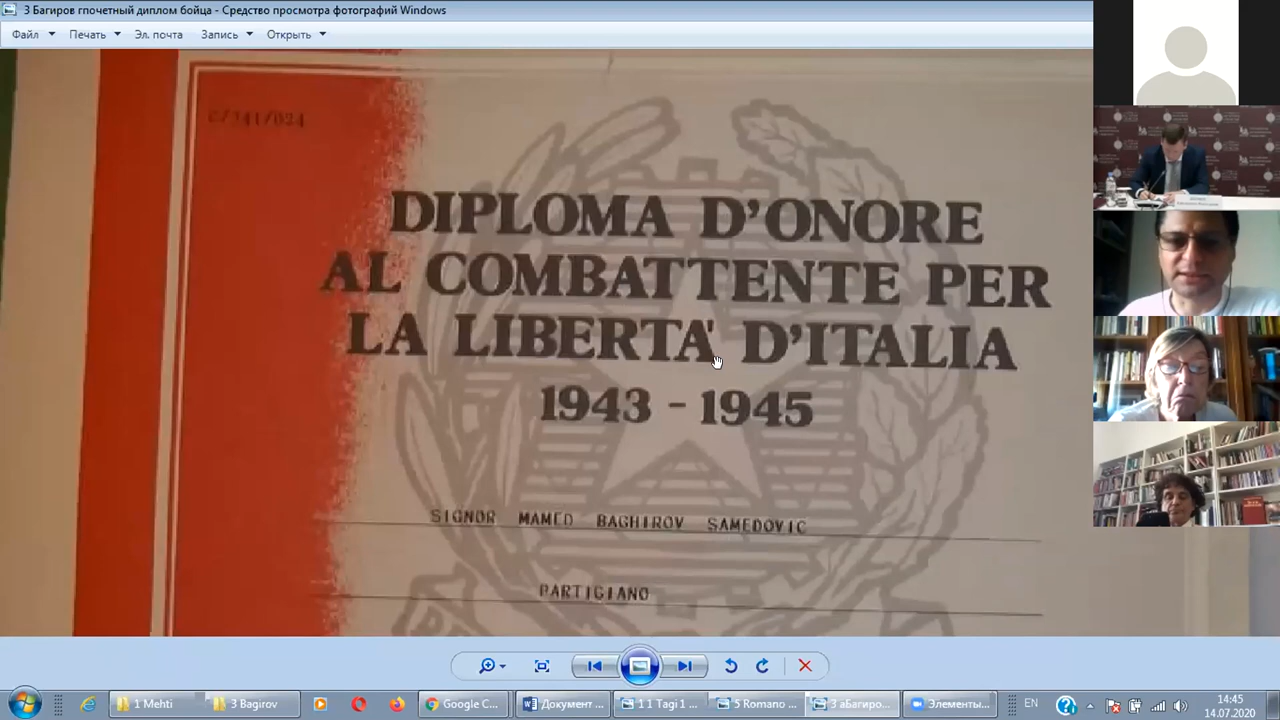 3 Багиров гпочетный диплом бойца - Средство просмотра фотографий Windows
Файл Печать Эл. почта Запись Открыть
2/341/024
DIPLOMA D'ONORE
AL COMBATTENTE PER
LA LIBERTA' D'ITALIA
1943 - 1945
SIGNOR MAMED BAGHIROV SAMEDOVIC
PARTIGIANO
1 Mehti
3 Bagirov
Google C...
Документ ...
1 1 Tagi 1 ...
5 Romano ...
3 аБагиро...
Элементы...
EN
14:45
14.07.2020